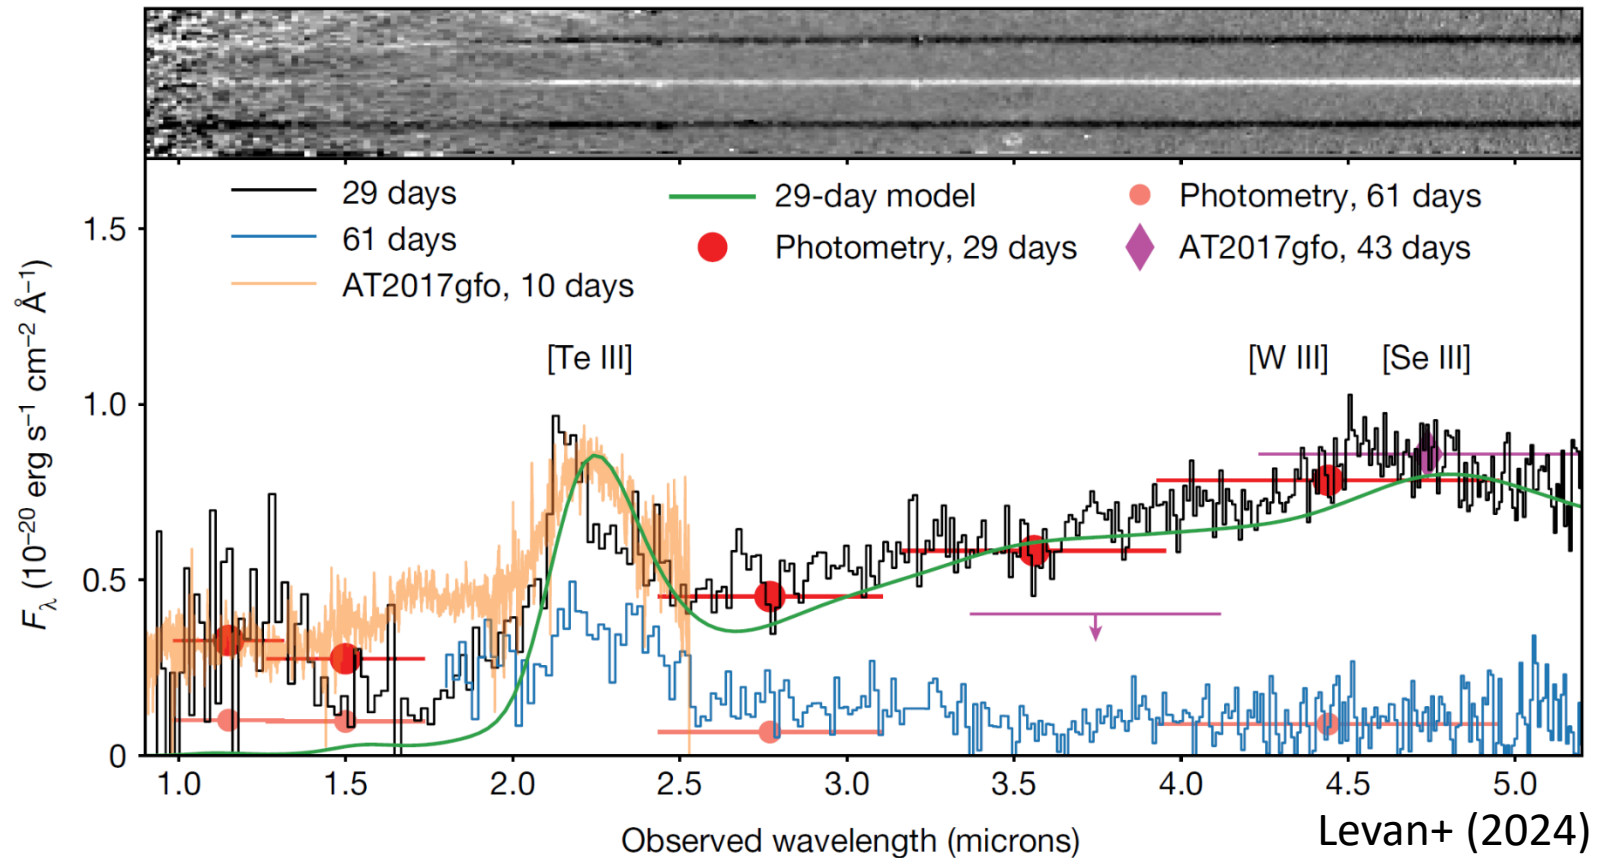 29 days
61 days
AT2017gfo, 10 days
29-day model
Photometry, 29 days
Photometry, 61 days
AT2017gfo, 43 days
[Te III]
[W III]
[Se III]
1.5
1.0
0.5
0
F_λ (10⁻²⁰ erg s⁻¹ cm⁻² Å⁻¹)
1.0 1.5 2.0 2.5 3.0 3.5 4.0 4.5 5.0
Observed wavelength (microns)
Levan+ (2024)